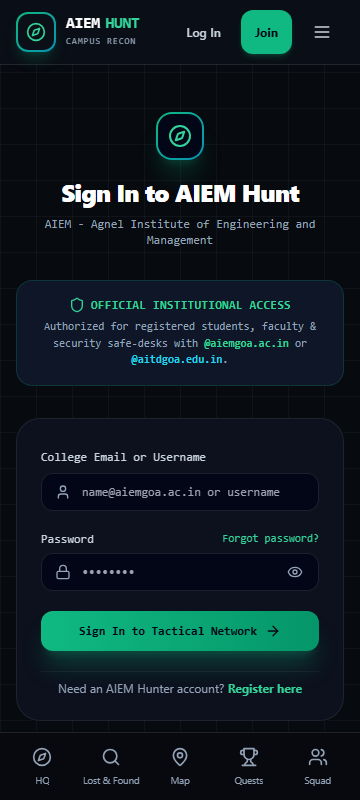 AIEM HUNT
CAMPUS RECON
Log In
Join
Sign In to AIEM Hunt
AIEM - Agnel Institute of Engineering and
Management
OFFICIAL INSTITUTIONAL ACCESS
Authorized for registered students, faculty &
security safe-desks with @aiemgoa.ac.in or
@aitdgoa.edu.in.
College Email or Username
name@aiemgoa.ac.in or username
Password
Forgot password?
••••••••
Sign In to Tactical Network →
Need an AIEM Hunter account? Register here
HQ
Lost & Found
Map
Quests
Squad